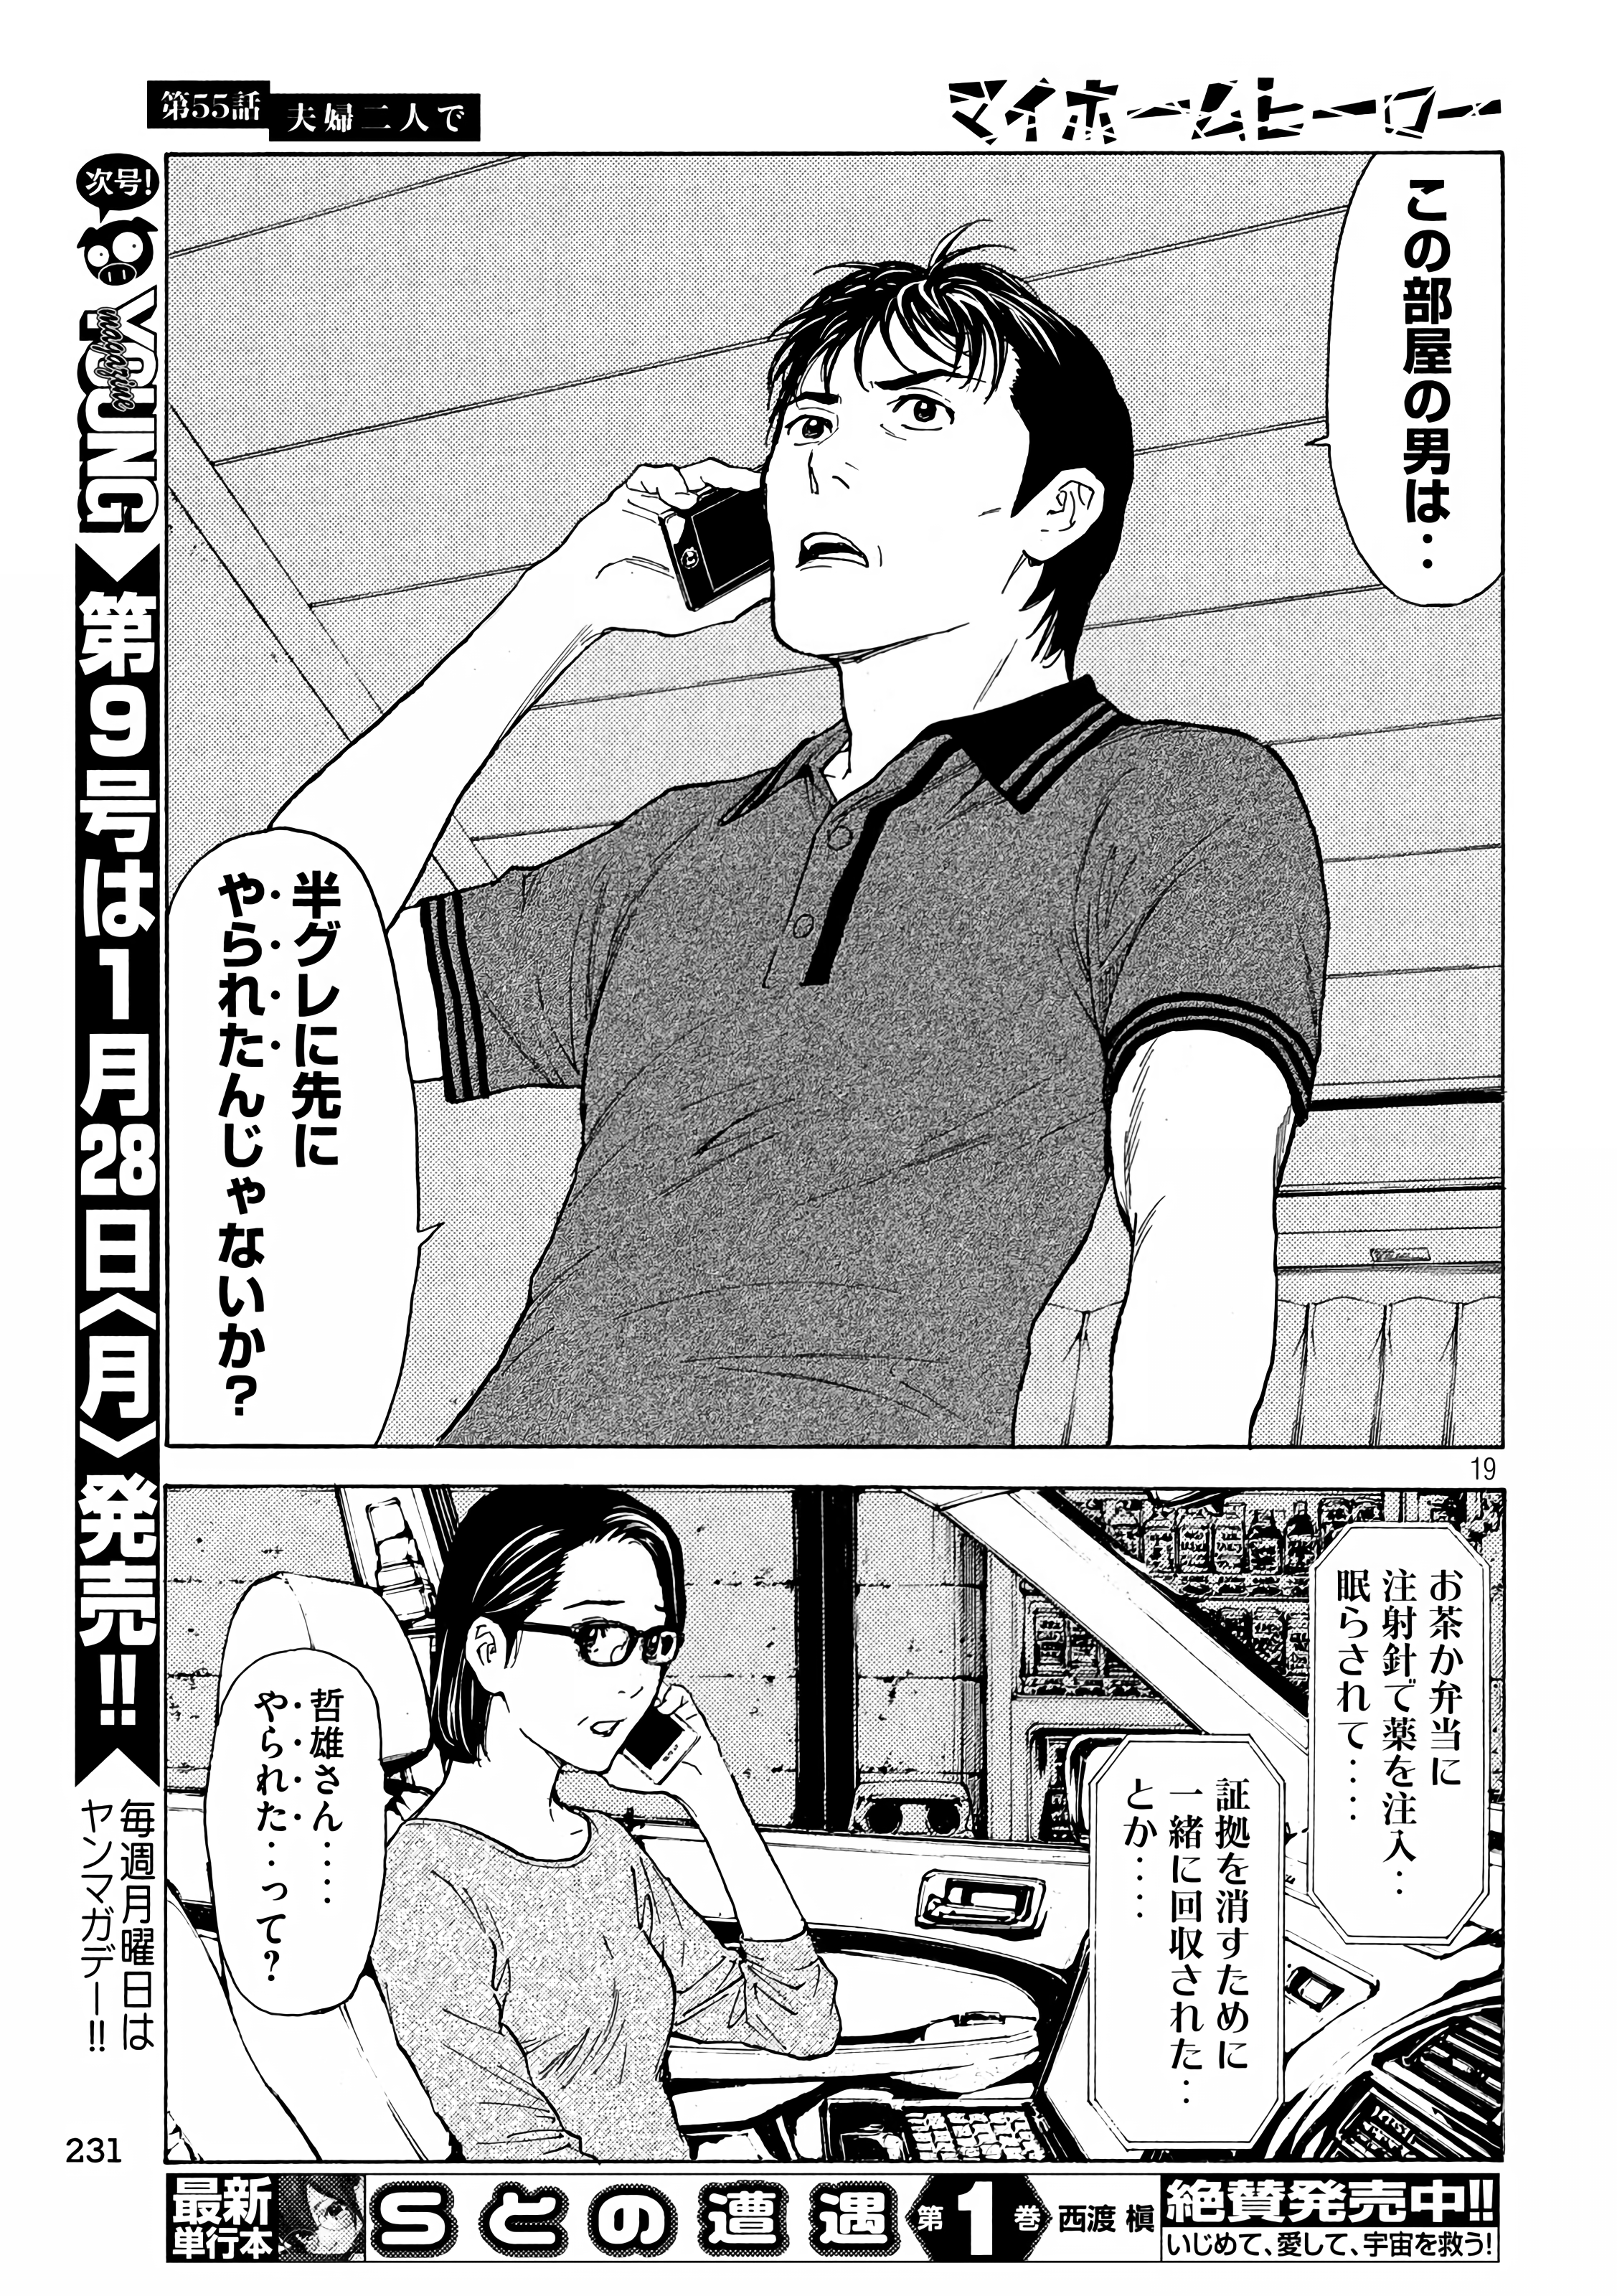 マイホームヒーロー
第55話
夫婦二人で
この部屋の男は‥
半グレに先に
やられたんじゃないか？
19
お茶か弁当に
注射針で薬を注入‥
眠らされて‥‥
証拠を消すために
一緒に回収された‥
とか‥‥
哲雄さん‥‥
やられた‥って？
次号！
YOUNG
magazine
第9号は1月28日〈月〉発売!!
毎週月曜日は
ヤンマガデー!!
231
最新
単行本
Sとの遭遇
第1巻
西渡 槇
絶賛発売中!!
いじめて、愛して、宇宙を救う！